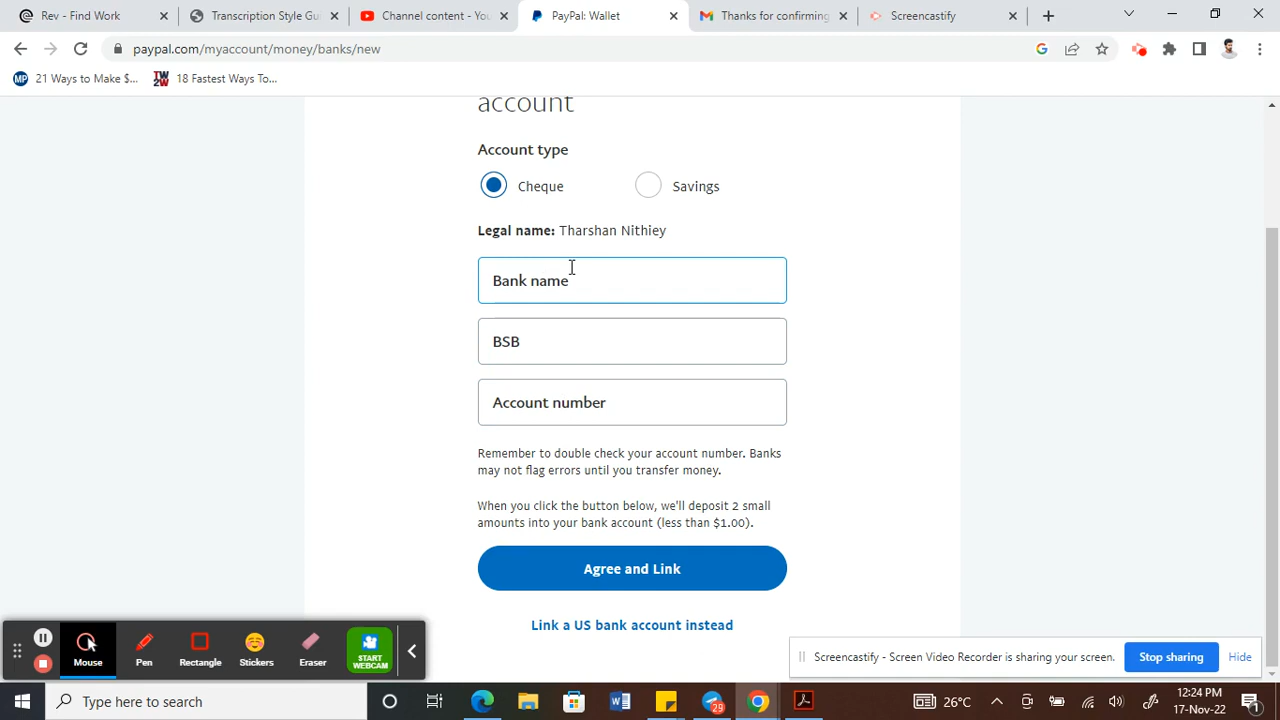 Rev - Find Work
Transcription Style Gu
Channel content - You
PayPal: Wallet
Thanks for confirming
Screencastify
paypal.com/myaccount/money/banks/new
MP 21 Ways to Make $...
TW 2W 18 Fastest Ways To...
account
Account type
Cheque
Savings
Legal name: Tharshan Nithiey
Bank name
BSB
Account number
Remember to double check your account number. Banks
may not flag errors until you transfer money.
When you click the button below, we'll deposit 2 small
amounts into your bank account (less than $1.00).
Agree and Link
Link a US bank account instead
Mouse
Pen
Rectangle
Stickers
Eraser
START
WEBCAM
Screencastify - Screen Video Recorder is sharing your screen.
Stop sharing
Hide
Type here to search
29
26°C
12:24 PM
17-Nov-22
1